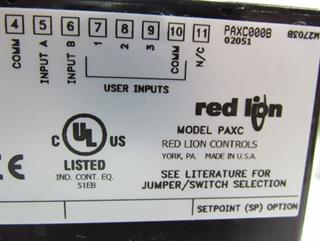 4 5 6 7 8 9 10 11
PAXC000B
02051
M2703B
COMM
INPUT A
INPUT B
1
2
3
COMM
N/C
USER INPUTS
red lion
MODEL PAXC
RED LION CONTROLS
YORK, PA. MADE IN U.S.A.
C UL US
LISTED
IND. CONT. EQ.
51EB
CE
SEE LITERATURE FOR
JUMPER/SWITCH SELECTION
SETPOINT (SP) OPTION